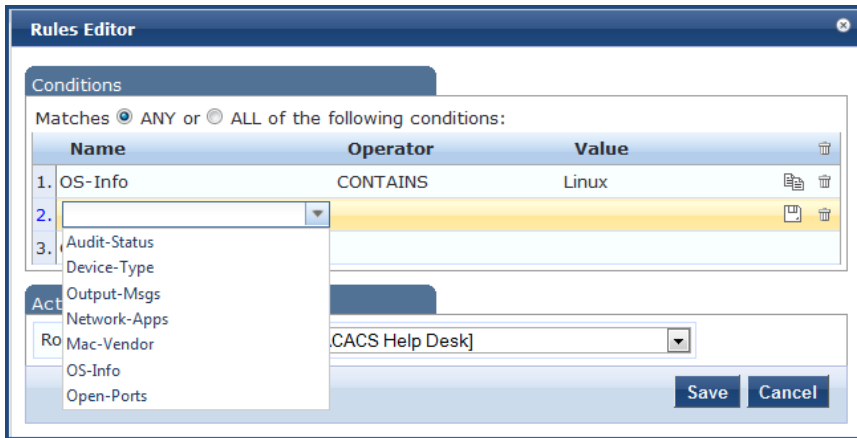 Rules Editor
Conditions
Matches ANY or ALL of the following conditions:
Name Operator Value
1. OS-Info CONTAINS Linux
2.
3.
Audit-Status
Device-Type
Output-Msgs
Network-Apps
Mac-Vendor
OS-Info
Open-Ports
Act
Ro CACS Help Desk]
Save Cancel